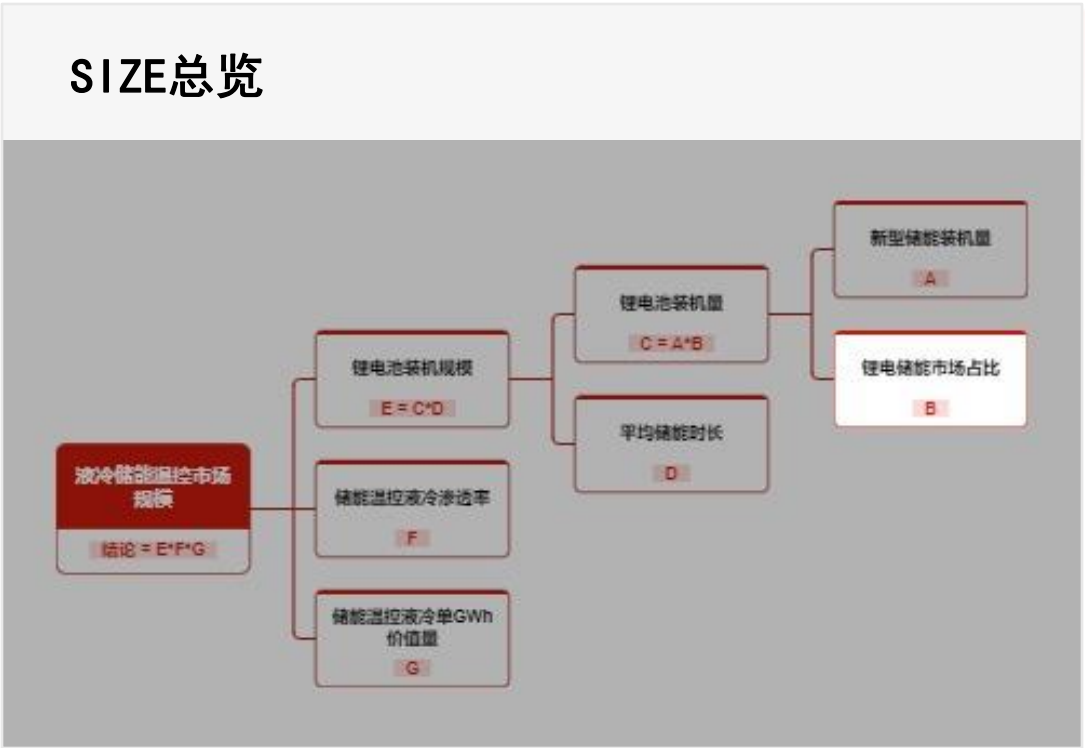 SIZE总览
新型储能装机量
A
锂电池装机量
C = A*B
锂电储能市场占比
B
锂电池装机规模
E = C*D
平均储能时长
D
液冷储能温控市场
规模
结论 = E*F*G
储能温控液冷渗透率
F
储能温控液冷单GWh
价值量
G